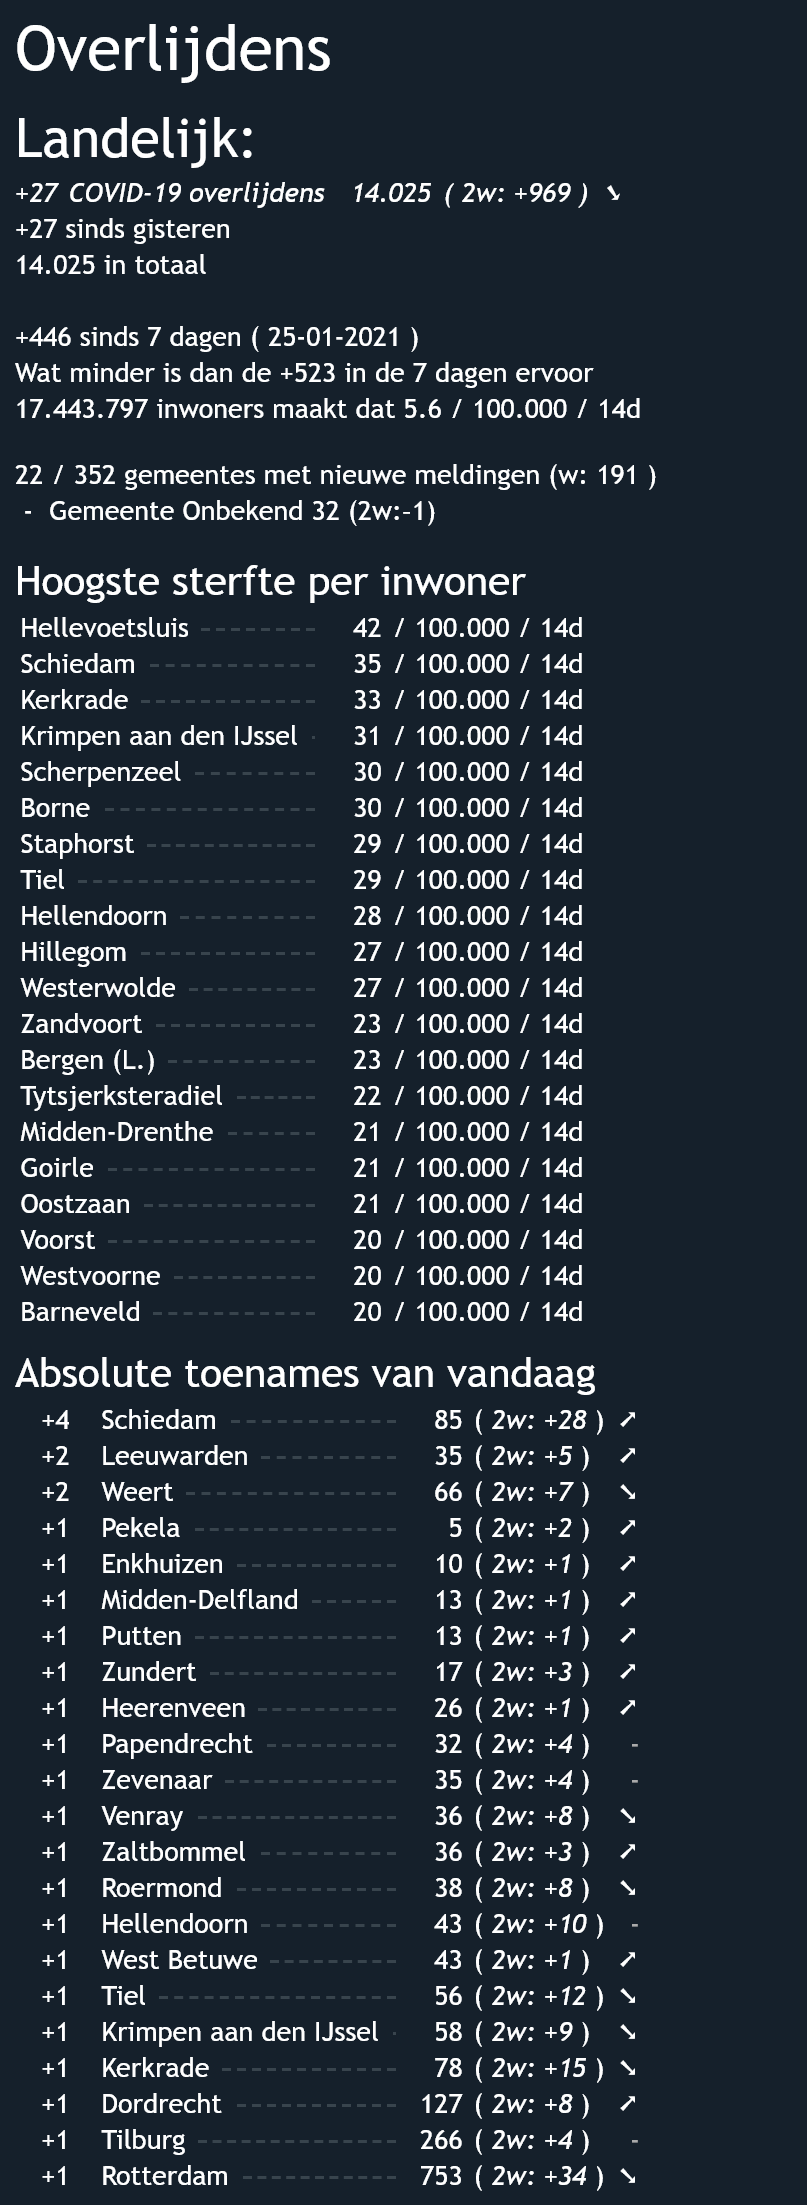 Overlijdens
Landelijk:
+27 COVID-19 overlijdens 14.025 ( 2w: +969 ) ➘
+27 sinds gisteren
14.025 in totaal
+446 sinds 7 dagen ( 25-01-2021 )
Wat minder is dan de +523 in de 7 dagen ervoor
17.443.797 inwoners maakt dat 5.6 / 100.000 / 14d
22 / 352 gemeentes met nieuwe meldingen (w: 191 )
- Gemeente Onbekend 32 (2w:-1)
Hoogste sterfte per inwoner
Hellevoetsluis -------- 42 / 100.000 / 14d
Schiedam ------------ 35 / 100.000 / 14d
Kerkrade ------------ 33 / 100.000 / 14d
Krimpen aan den IJssel - 31 / 100.000 / 14d
Scherpenzeel -------- 30 / 100.000 / 14d
Borne --------------- 30 / 100.000 / 14d
Staphorst ------------ 29 / 100.000 / 14d
Tiel ----------------- 29 / 100.000 / 14d
Hellendoorn ---------- 28 / 100.000 / 14d
Hillegom ------------ 27 / 100.000 / 14d
Westerwolde --------- 27 / 100.000 / 14d
Zandvoort ----------- 23 / 100.000 / 14d
Bergen (L.) ---------- 23 / 100.000 / 14d
Tytsjerksteradiel ------ 22 / 100.000 / 14d
Midden-Drenthe ------ 21 / 100.000 / 14d
Goirle --------------- 21 / 100.000 / 14d
Oostzaan ------------ 21 / 100.000 / 14d
Voorst --------------- 20 / 100.000 / 14d
Westvoorne ---------- 20 / 100.000 / 14d
Barneveld ----------- 20 / 100.000 / 14d
Absolute toenames van vandaag
+4 Schiedam ------------ 85 ( 2w: +28 ) ➚
+2 Leeuwarden ---------- 35 ( 2w: +5 ) ➚
+2 Weert --------------- 66 ( 2w: +7 ) ➘
+1 Pekela -------------- 5 ( 2w: +2 ) ➚
+1 Enkhuizen ----------- 10 ( 2w: +1 ) ➚
+1 Midden-Delfland ------ 13 ( 2w: +1 ) ➚
+1 Putten -------------- 13 ( 2w: +1 ) ➚
+1 Zundert ------------- 17 ( 2w: +3 ) ➚
+1 Heerenveen ---------- 26 ( 2w: +1 ) ➚
+1 Papendrecht --------- 32 ( 2w: +4 ) -
+1 Zevenaar ------------ 35 ( 2w: +4 ) -
+1 Venray -------------- 36 ( 2w: +8 ) ➘
+1 Zaltbommel ---------- 36 ( 2w: +3 ) ➚
+1 Roermond ----------- 38 ( 2w: +8 ) ➘
+1 Hellendoorn ---------- 43 ( 2w: +10 ) -
+1 West Betuwe --------- 43 ( 2w: +1 ) ➚
+1 Tiel ----------------- 56 ( 2w: +12 ) ➘
+1 Krimpen aan den IJssel - 58 ( 2w: +9 ) ➘
+1 Kerkrade ------------ 78 ( 2w: +15 ) ➘
+1 Dordrecht ----------- 127 ( 2w: +8 ) ➚
+1 Tilburg -------------- 266 ( 2w: +4 ) -
+1 Rotterdam ----------- 753 ( 2w: +34 ) ➘